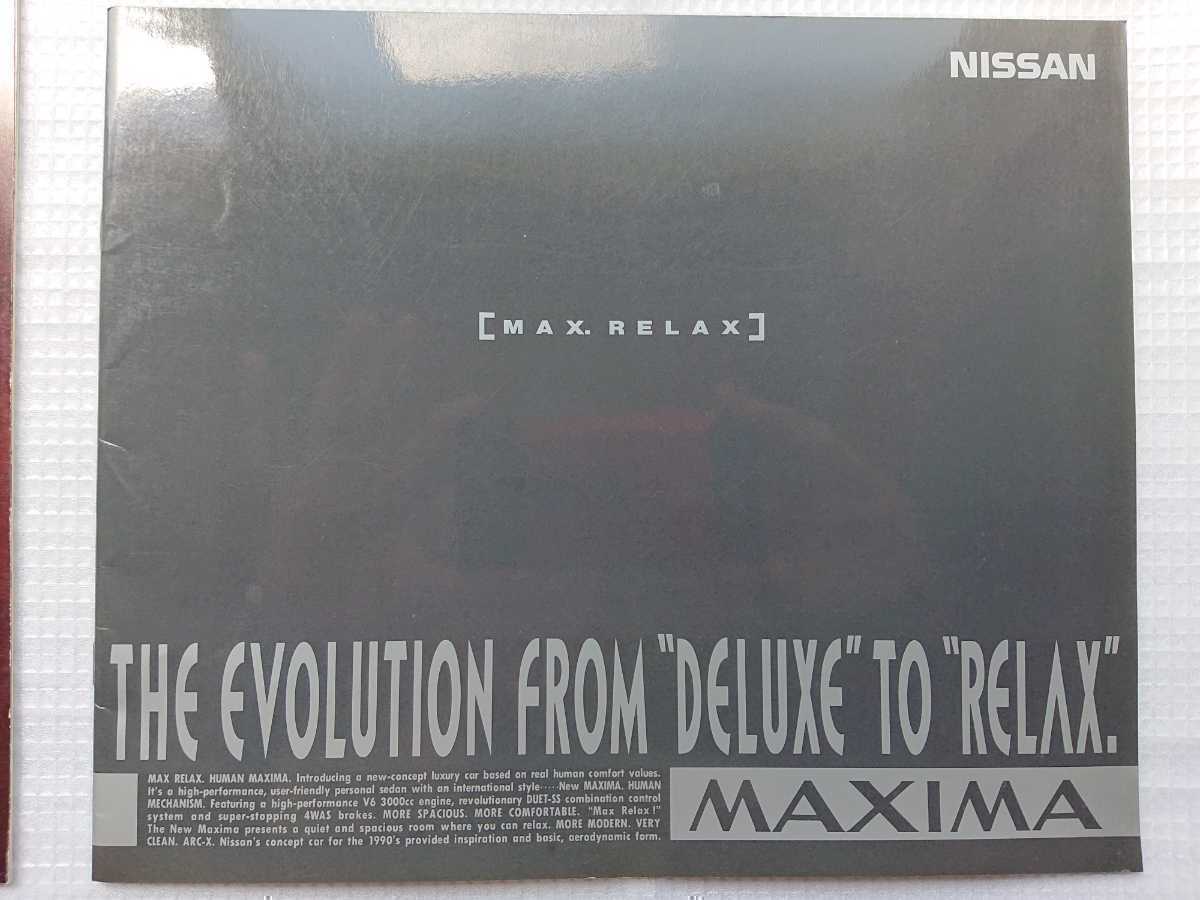 NISSAN
[MAX. RELAX]
THE EVOLUTION FROM "DELUXE" TO "RELAX."
MAX RELAX. HUMAN MAXIMA. Introducing a new-concept luxury car based on real human comfort values.
It's a high-performance, user-friendly personal sedan with an international style·····New MAXIMA. HUMAN
MECHANISM. Featuring a high-performance V6 3000cc engine, revolutionary DUET-SS combination control
system and super-stopping 4WAS brakes. MORE SPACIOUS. MORE COMFORTABLE. "Max Relax!"
The New Maxima presents a quiet and spacious room where you can relax. MORE MODERN. VERY
CLEAN. ARC-X. Nissan's concept car for the 1990's provided inspiration and basic, aerodynamic form.
MAXIMA